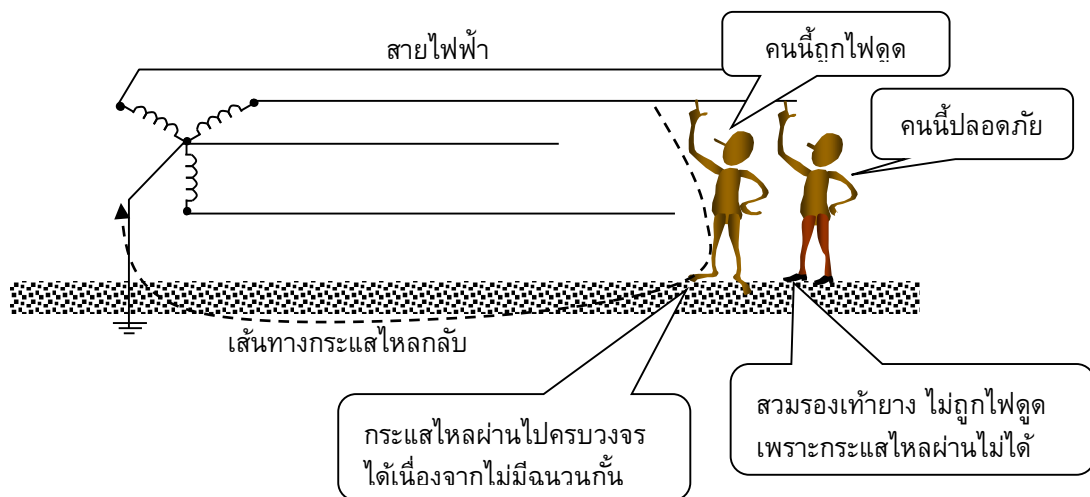 สายไฟฟ้า
คนนี้ถูกไฟดูด
คนนี้ปลอดภัย
เส้นทางกระแสไหลกลับ
กระแสไหลผ่านไปครบวงจร
ได้เนื่องจากไม่มีฉนวนกั้น
สวมรองเท้ายาง ไม่ถูกไฟดูด
เพราะกระแสไหลผ่านไม่ได้